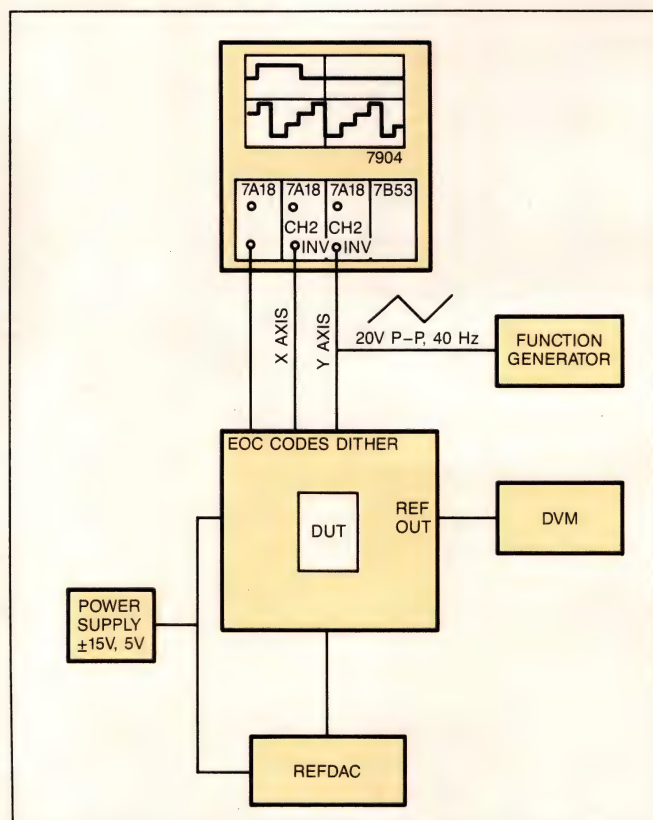 7904
7A18 7A18 7A18 7B53
CH2 CH2
INV INV
X AXIS
Y AXIS
20V P-P, 40 Hz
FUNCTION
GENERATOR
EOC CODES DITHER
REF
OUT
DUT
DVM
POWER
SUPPLY
±15V, 5V
REFDAC